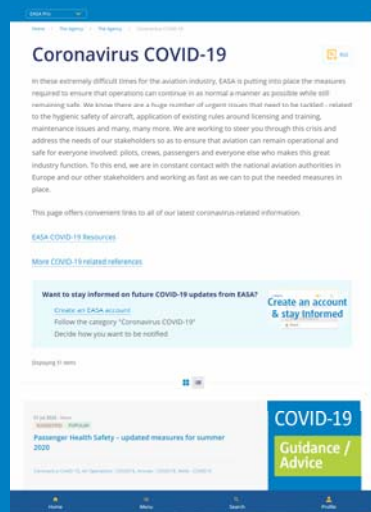 EASA Pro
Home / The Agency / The Agency / Coronavirus COVID-19
Coronavirus COVID-19
RSS
In these extremely difficult times for the aviation industry, EASA is putting into place the measures
required to ensure that operations can continue in as normal a manner as possible while still
remaining safe. We know there are a huge number of urgent issues that need to be tackled - related
to the hygienic safety of aircraft, application of existing rules around licensing and training,
maintenance issues and many, many more. We are working to steer you through this crisis and
address the needs of our stakeholders so as to ensure that aviation can remain operational and
safe for everyone involved: pilots, crews, passengers and everyone else who makes this great
industry function. To this end, we are in constant contact with the national aviation authorities in
Europe and our other stakeholders and working as fast as we can to put the needed measures in
place.
This page offers convenient links to all of our latest coronavirus-related information.
EASA COVID-19 Resources
More COVID-19 related references
Want to stay informed on future COVID-19 updates from EASA?
Create an EASA account
Follow the category "Coronavirus COVID-19"
Decide how you want to be notified
Create an account
& stay informed
Displaying 51 items
01 Jul 2020
SUGGESTED POPULAR
Passenger Health Safety - updated measures for summer
2020
COVID-19
Guidance /
Advice
Home Menu Search Profile